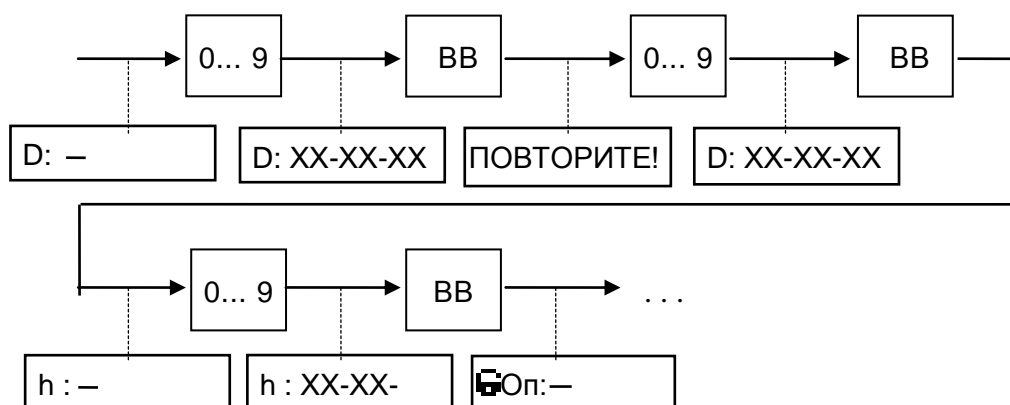 0... 9 ВВ 0... 9 ВВ
D: – D: XX-XX-XX ПОВТОРИТЕ! D: XX-XX-XX
0... 9 ВВ . . .
h : – h : XX-XX- Оп:–